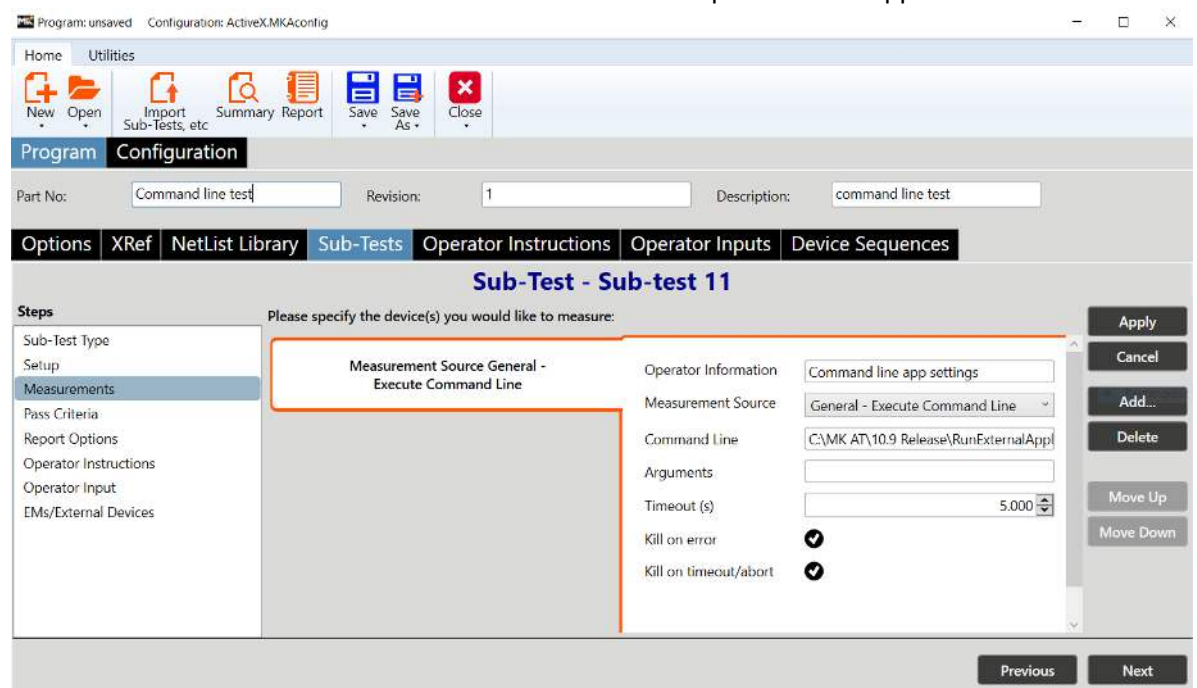 MK Program: unsaved Configuration: ActiveX.MKAconfig
Home Utilities
New Open Import Sub-Tests, etc Summary Report Save Save As Close
Program Configuration
Part No: Command line test Revision: 1 Description: command line test
Options XRef NetList Library Sub-Tests Operator Instructions Operator Inputs Device Sequences
Sub-Test - Sub-test 11
Steps
Please specify the device(s) you would like to measure:
Sub-Test Type
Setup
Measurements
Pass Criteria
Report Options
Operator Instructions
Operator Input
EMs/External Devices
Measurement Source General -
Execute Command Line
Operator Information Command line app settings
Measurement Source General - Execute Command Line
Command Line C:\MK AT\10.9 Release\RunExternalAppl
Arguments
Timeout (s) 5.000
Kill on error
Kill on timeout/abort
Apply
Cancel
Add...
Delete
Move Up
Move Down
Previous Next